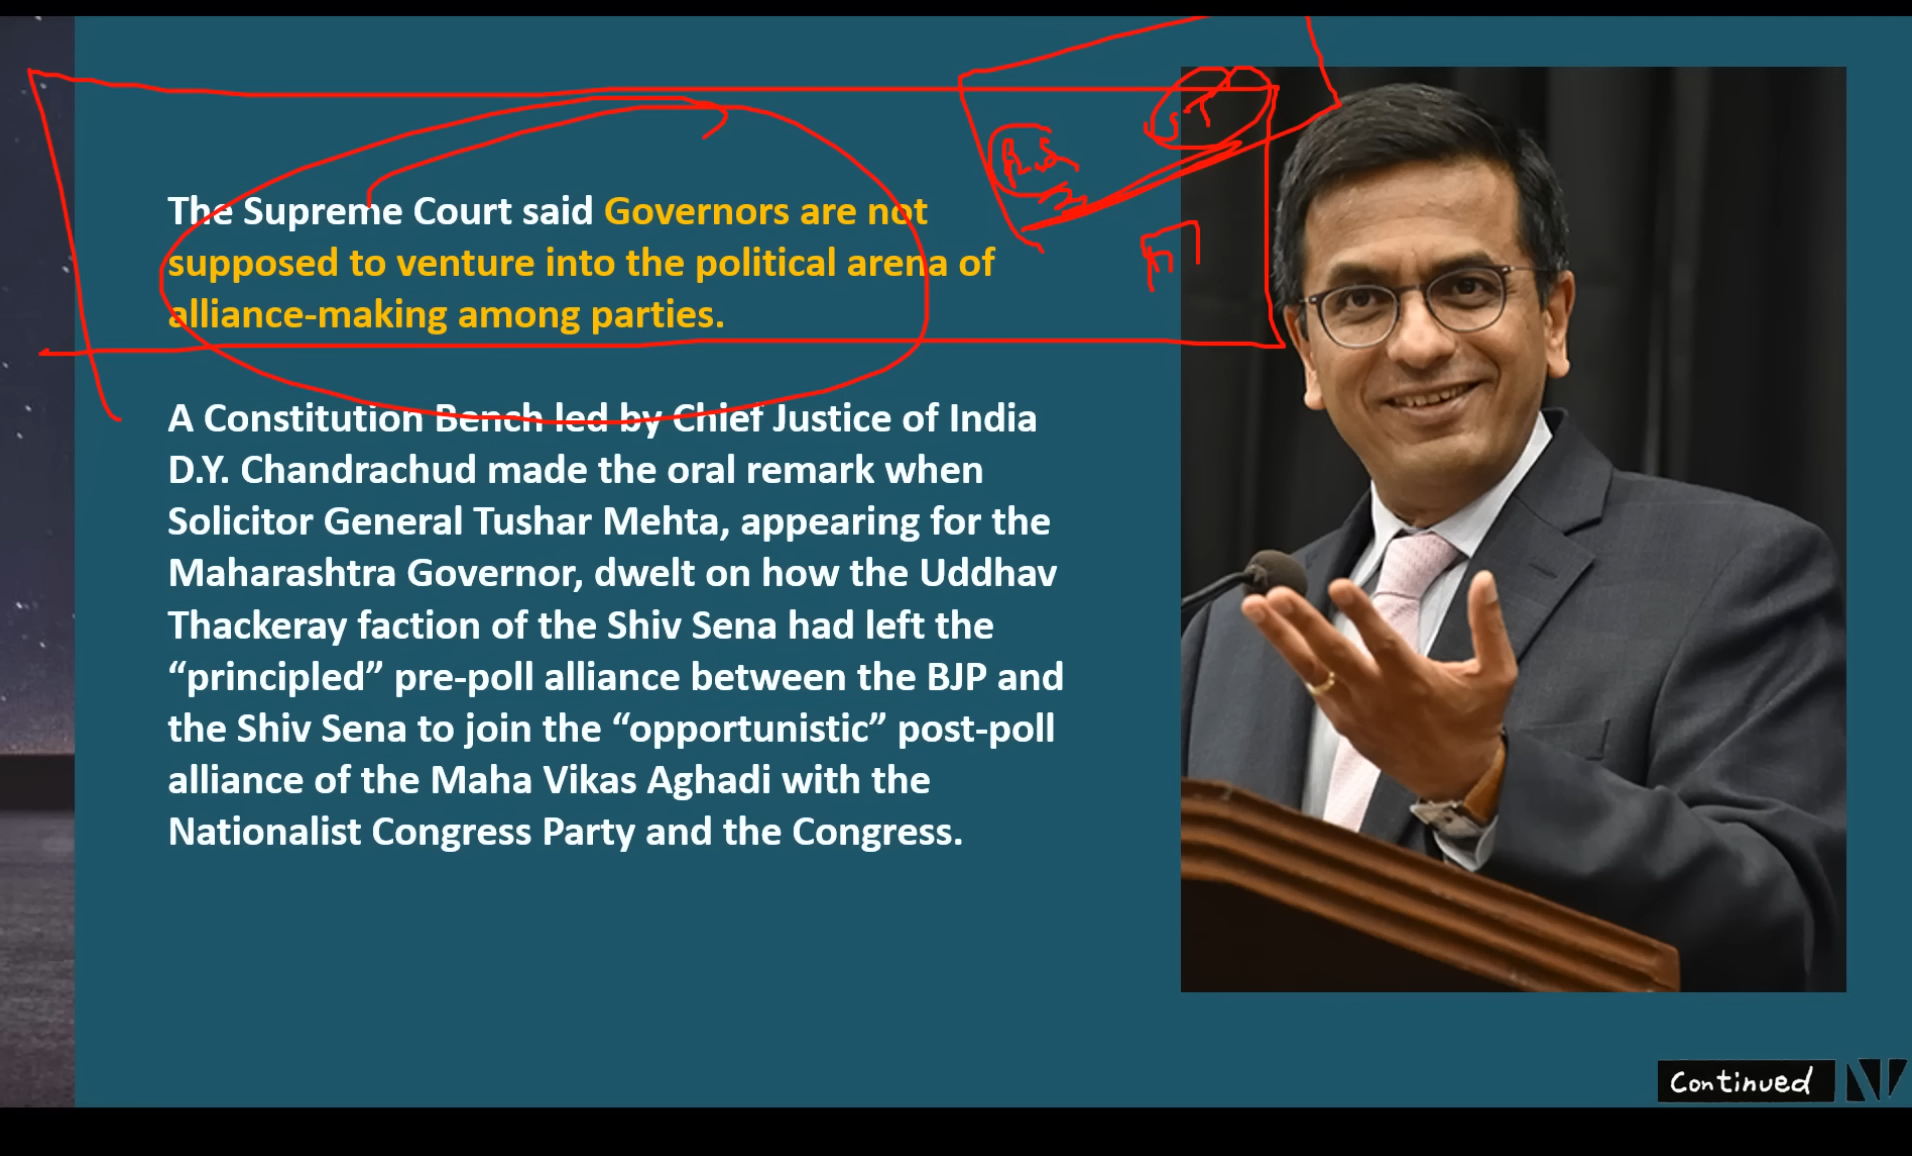 The Supreme Court said Governors are not
supposed to venture into the political arena of
alliance-making among parties.
A Constitution Bench led by Chief Justice of India
D.Y. Chandrachud made the oral remark when
Solicitor General Tushar Mehta, appearing for the
Maharashtra Governor, dwelt on how the Uddhav
Thackeray faction of the Shiv Sena had left the
“principled” pre-poll alliance between the BJP and
the Shiv Sena to join the “opportunistic” post-poll
alliance of the Maha Vikas Aghadi with the
Nationalist Congress Party and the Congress.
Continued